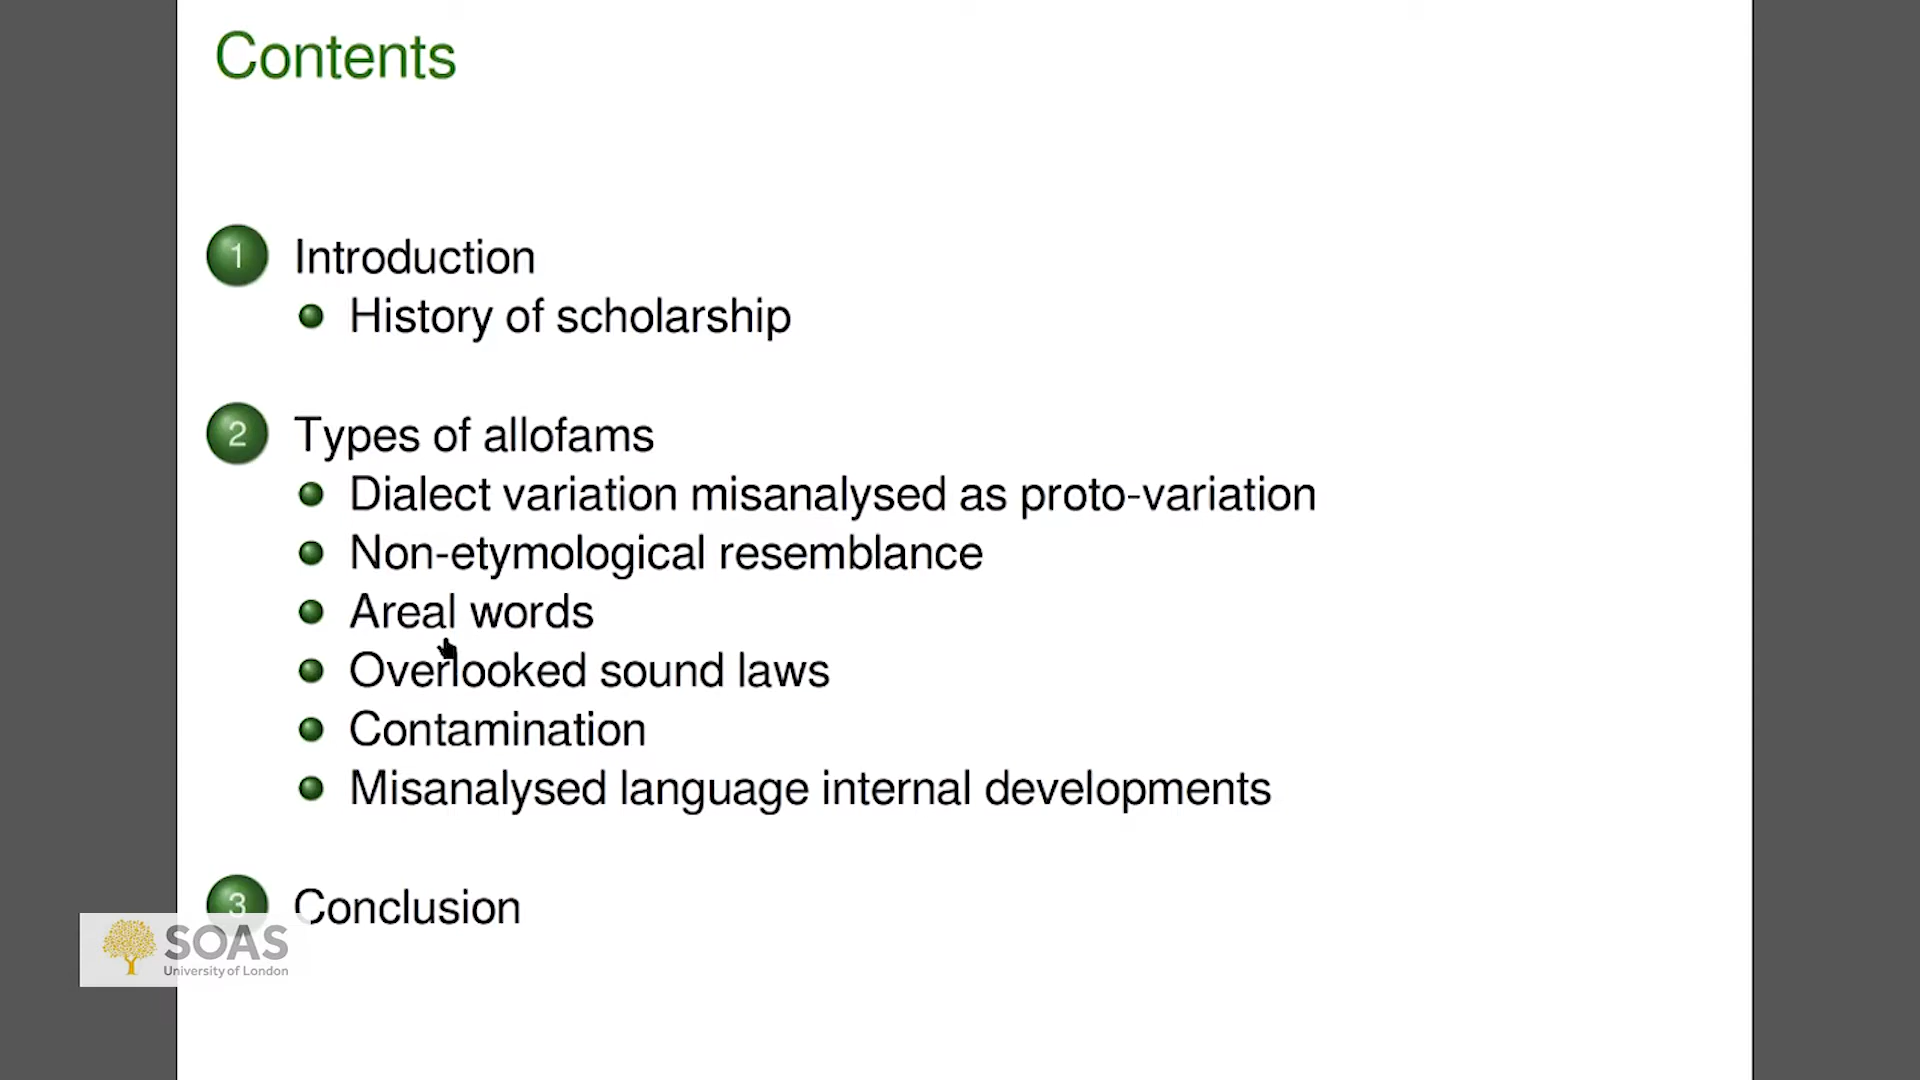 Contents
1 Introduction
History of scholarship
2 Types of allofams
Dialect variation misanalysed as proto-variation
Non-etymological resemblance
Areal words
Overlooked sound laws
Contamination
Misanalysed language internal developments
3 Conclusion
SOAS
University of London